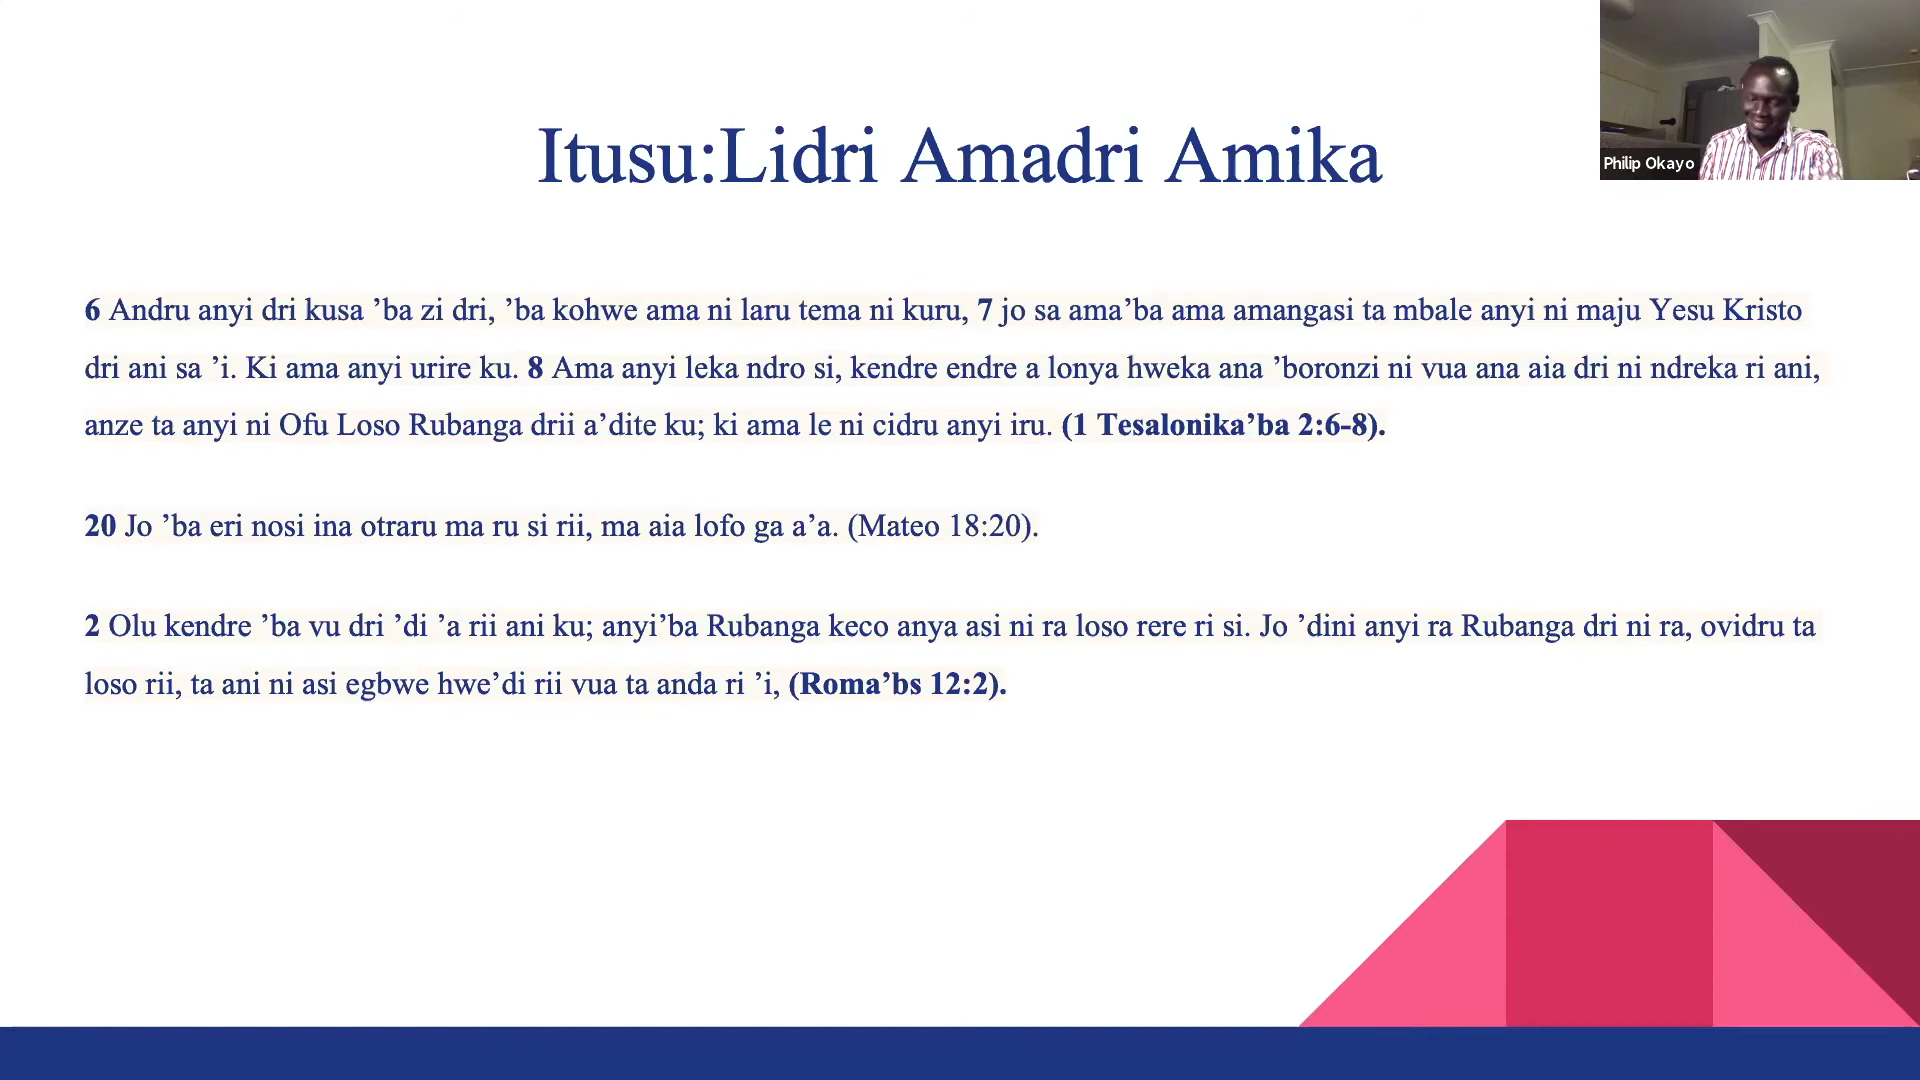 Itusu:Lidri Amadri Amika
Philip Okayo
6 Andru anyi dri kusa ’ba zi dri, ’ba kohwe ama ni laru tema ni kuru, 7 jo sa ama’ba ama amangasi ta mbale anyi ni maju Yesu Kristo
dri ani sa ’i. Ki ama anyi urire ku. 8 Ama anyi leka ndro si, kendre endre a lonya hweka ana ’boronzi ni vua ana aia dri ni ndreka ri ani,
anze ta anyi ni Ofu Loso Rubanga drii a’dite ku; ki ama le ni cidru anyi iru. (1 Tesalonika’ba 2:6-8).
20 Jo ’ba eri nosi ina otraru ma ru si rii, ma aia lofo ga a’a. (Mateo 18:20).
2 Olu kendre ’ba vu dri ’di ’a rii ani ku; anyi’ba Rubanga keco anya asi ni ra loso rere ri si. Jo ’dini anyi ra Rubanga dri ni ra, ovidru ta
loso rii, ta ani ni asi egbwe hwe’di rii vua ta anda ri ’i, (Roma’bs 12:2).